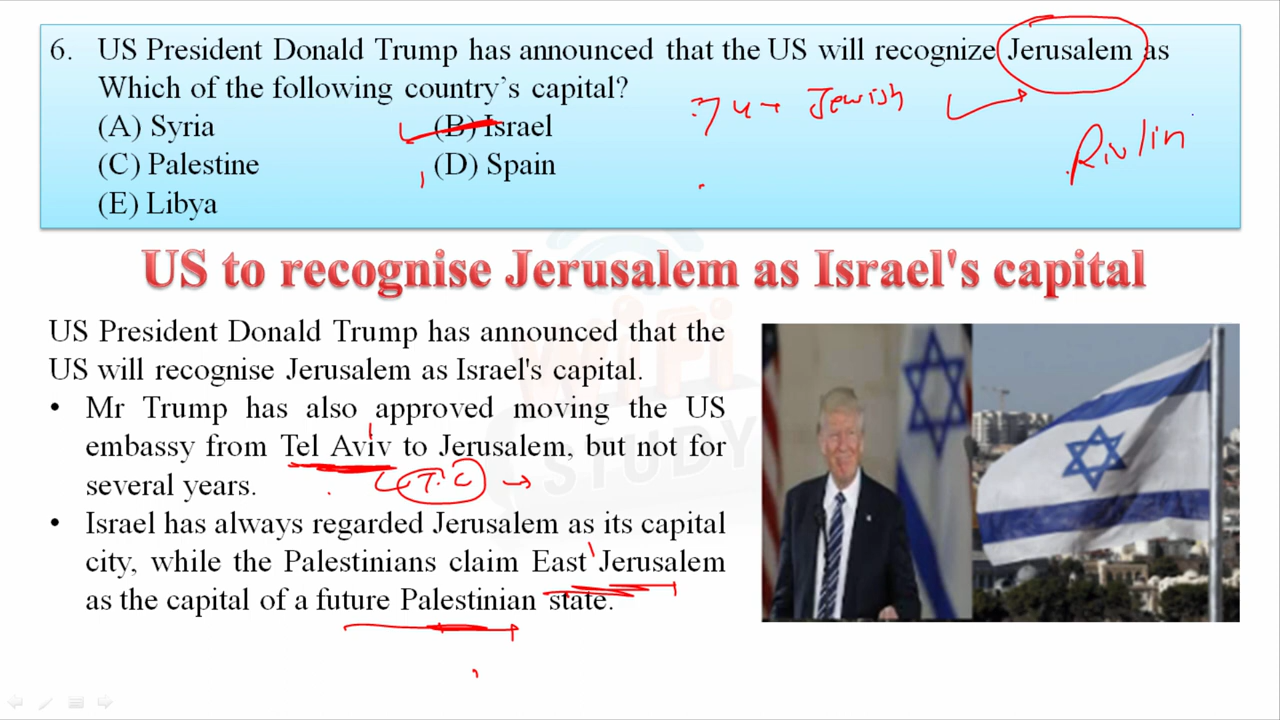 6. US President Donald Trump has announced that the US will recognize Jerusalem as
Which of the following country's capital?
(A) Syria (B) Israel
(C) Palestine (D) Spain
(E) Libya
Jewish
Rivlin
US to recognise Jerusalem as Israel's capital
US President Donald Trump has announced that the
US will recognise Jerusalem as Israel's capital.
• Mr Trump has also approved moving the US
embassy from Tel Aviv to Jerusalem, but not for
several years.
T.C
• Israel has always regarded Jerusalem as its capital
city, while the Palestinians claim East Jerusalem
as the capital of a future Palestinian state.
WiFi
STUDY